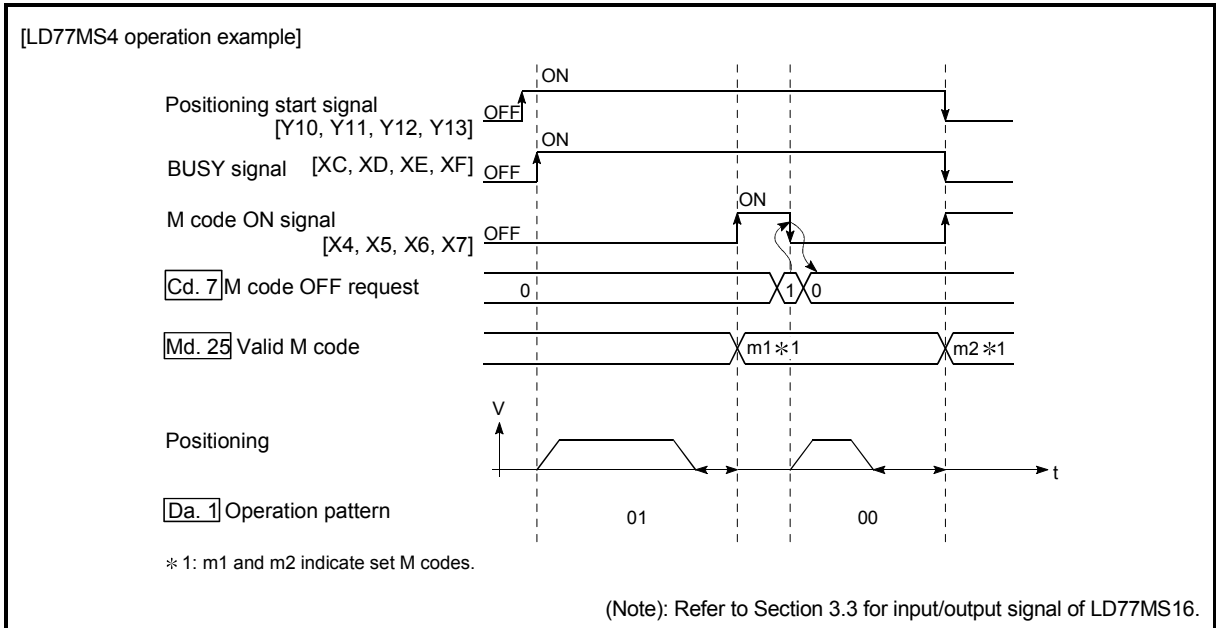 [LD77MS4 operation example]
ON
Positioning start signal
[Y10, Y11, Y12, Y13]
OFF
ON
BUSY signal [XC, XD, XE, XF]
OFF
ON
M code ON signal
[X4, X5, X6, X7]
OFF
Cd. 7 M code OFF request
0
1
0
Md. 25 Valid M code
m1*1
m2*1
V
Positioning
t
Da. 1 Operation pattern
01
00
* 1: m1 and m2 indicate set M codes.
(Note): Refer to Section 3.3 for input/output signal of LD77MS16.